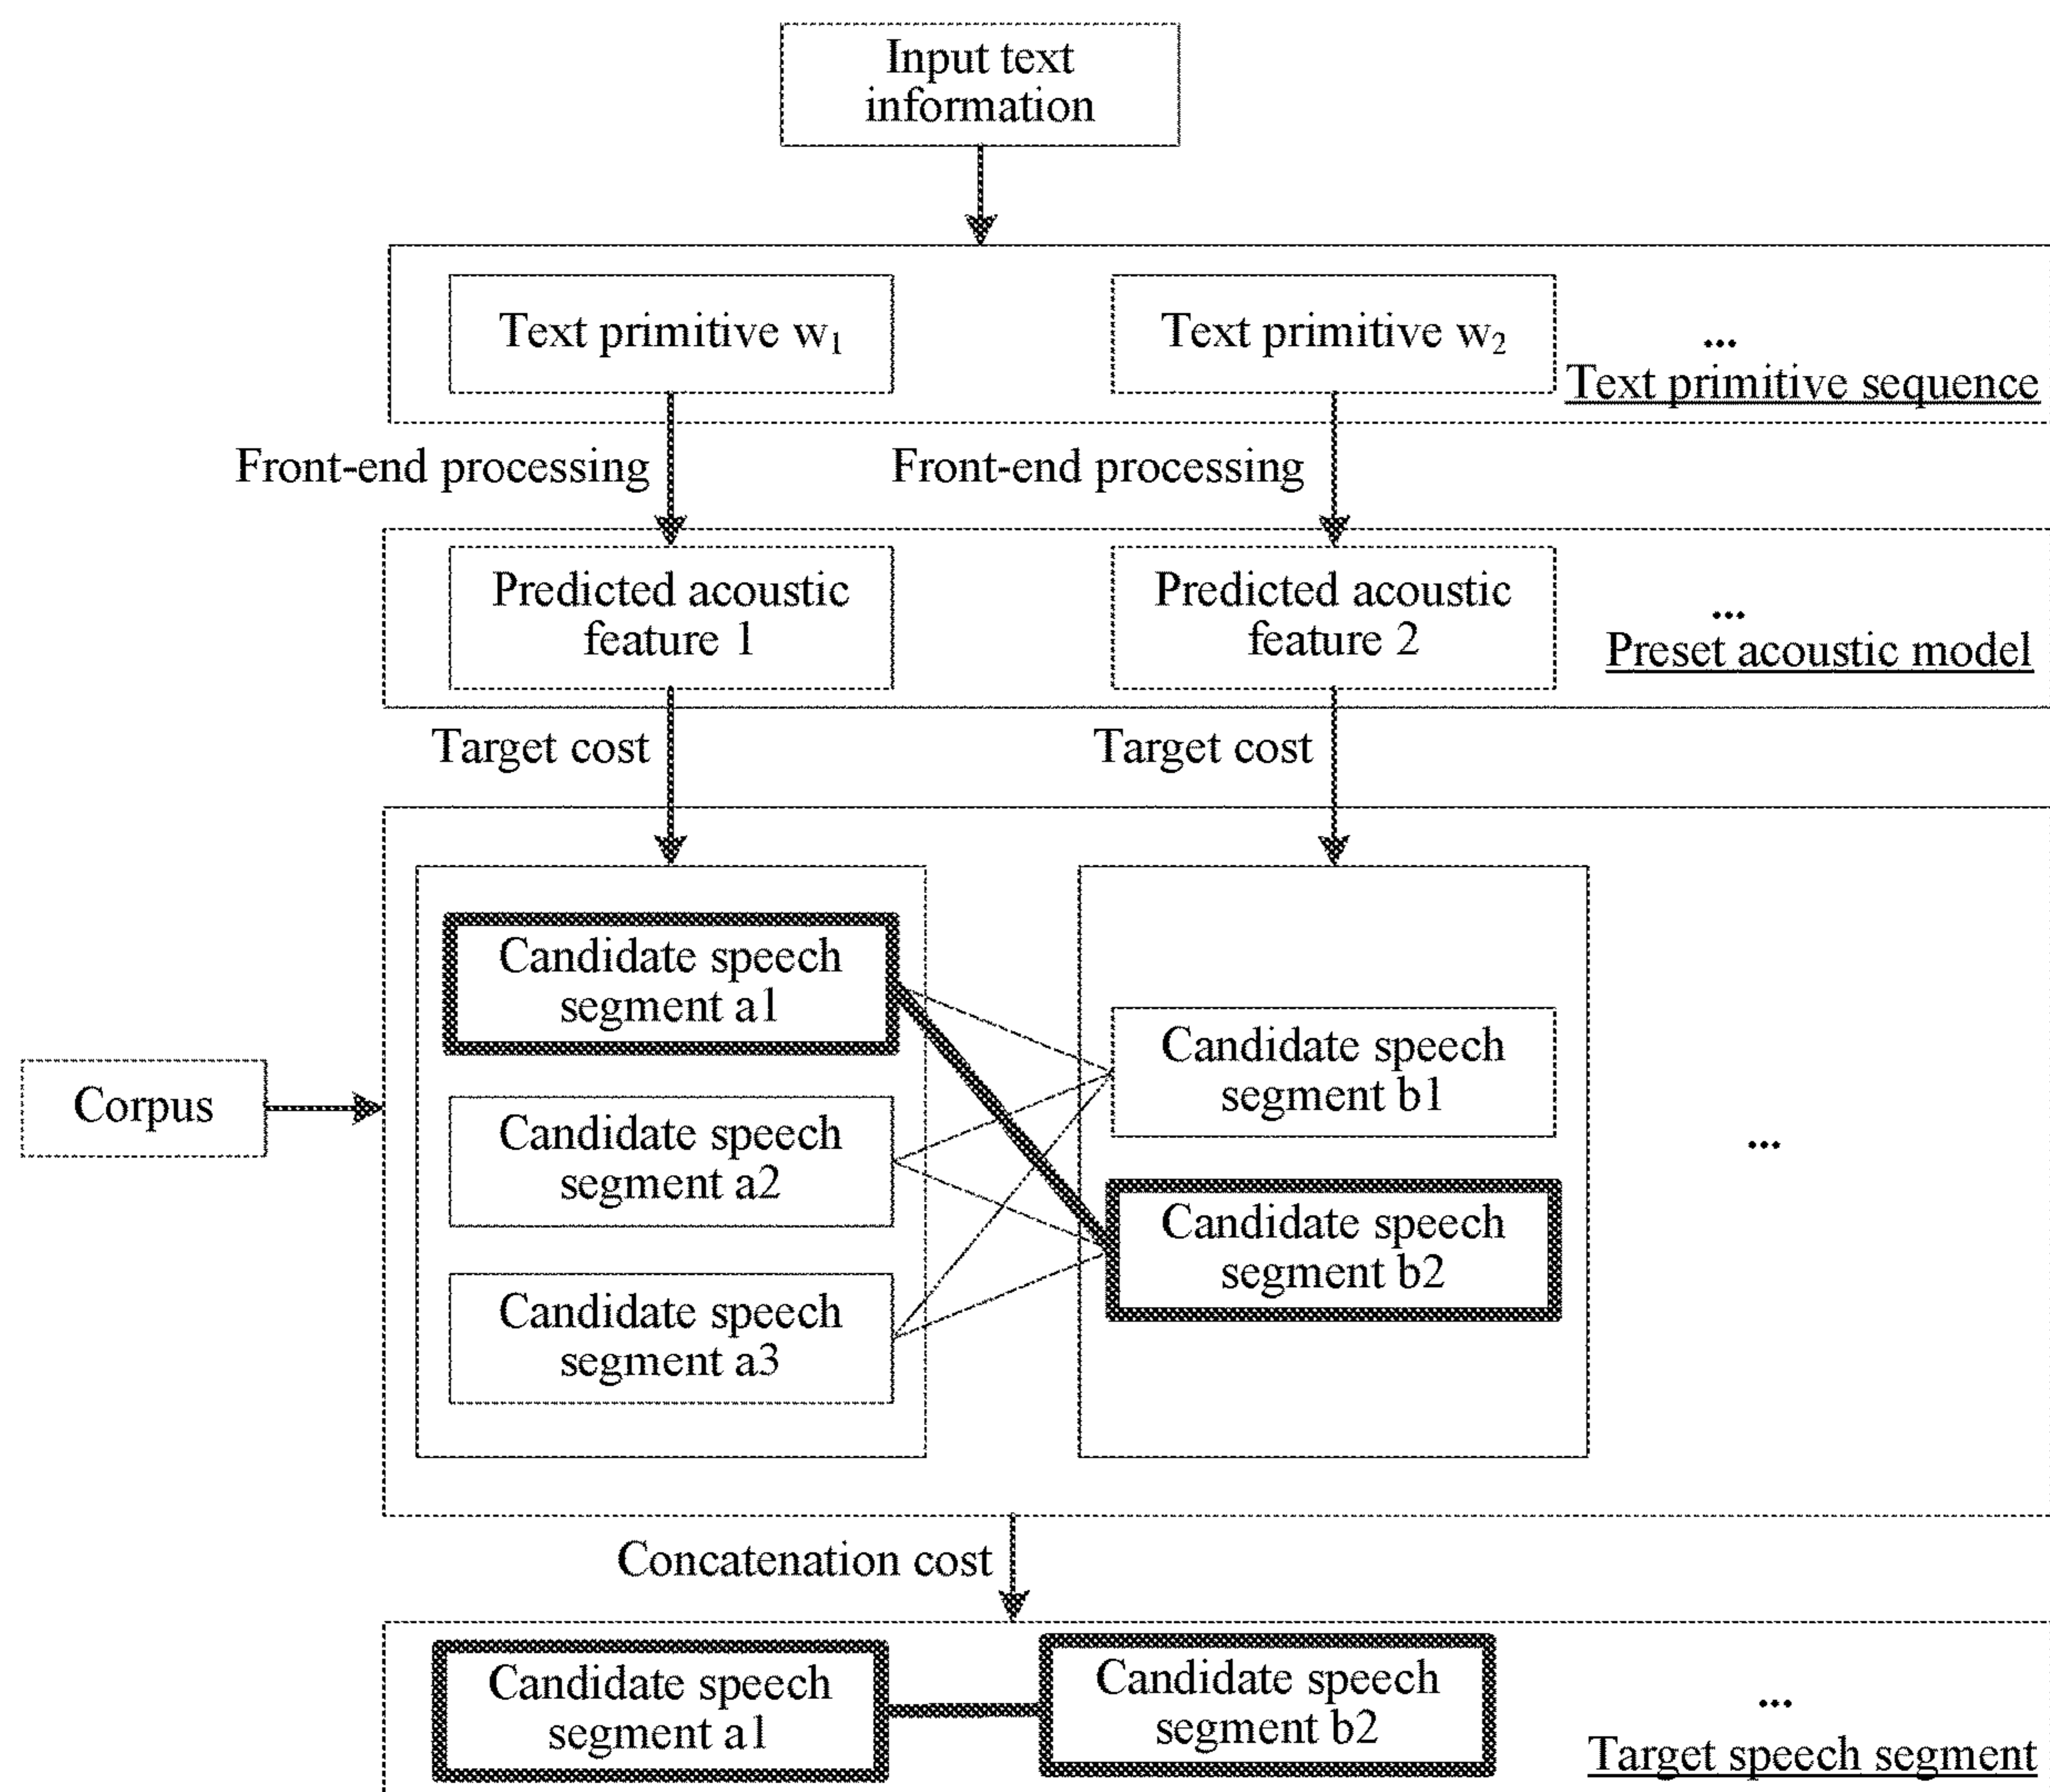 Input text
information
Text primitive w₁
Text primitive w₂
...
Text primitive sequence
Front-end processing
Front-end processing
Predicted acoustic
feature 1
Predicted acoustic
feature 2
...
Preset acoustic model
Target cost
Target cost
Candidate speech
segment a1
Candidate speech
segment b1
Corpus
Candidate speech
segment a2
...
Candidate speech
segment b2
Candidate speech
segment a3
Concatenation cost
Candidate speech
segment a1
Candidate speech
segment b2
...
Target speech segment